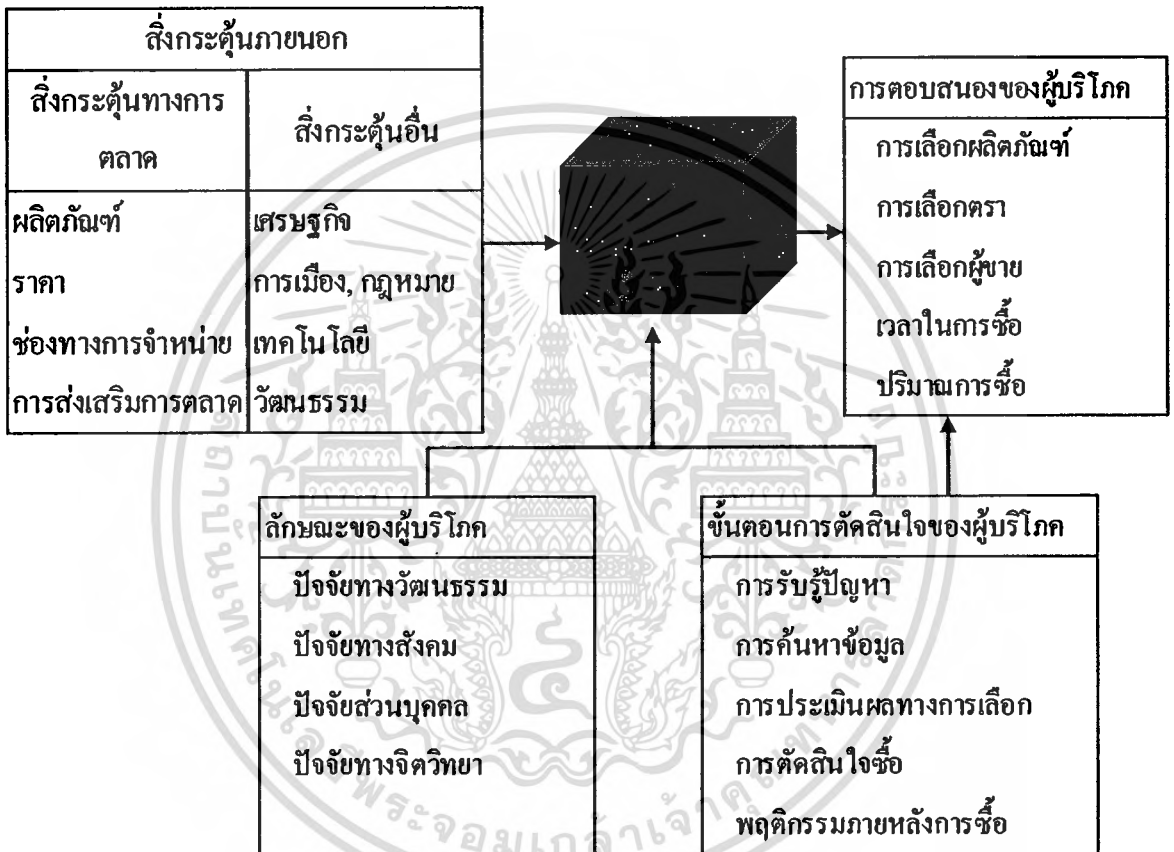 สิ่งกระตุ้นภายนอก
สิ่งกระตุ้นทางการ
ตลาด
สิ่งกระตุ้นอื่น
ผลิตภัณฑ์
ราคา
ช่องทางการจำหน่าย
การส่งเสริมการตลาด
เศรษฐกิจ
การเมือง, กฎหมาย
เทคโนโลยี
วัฒนธรรม
การตอบสนองของผู้บริโภค
การเลือกผลิตภัณฑ์
การเลือกตรา
การเลือกผู้ขาย
เวลาในการซื้อ
ปริมาณการซื้อ
ลักษณะของผู้บริโภค
ปัจจัยทางวัฒนธรรม
ปัจจัยทางสังคม
ปัจจัยส่วนบุคคล
ปัจจัยทางจิตวิทยา
ขั้นตอนการตัดสินใจของผู้บริโภค
การรับรู้ปัญหา
การค้นหาข้อมูล
การประเมินผลทางการเลือก
การตัดสินใจซื้อ
พฤติกรรมภายหลังการซื้อ